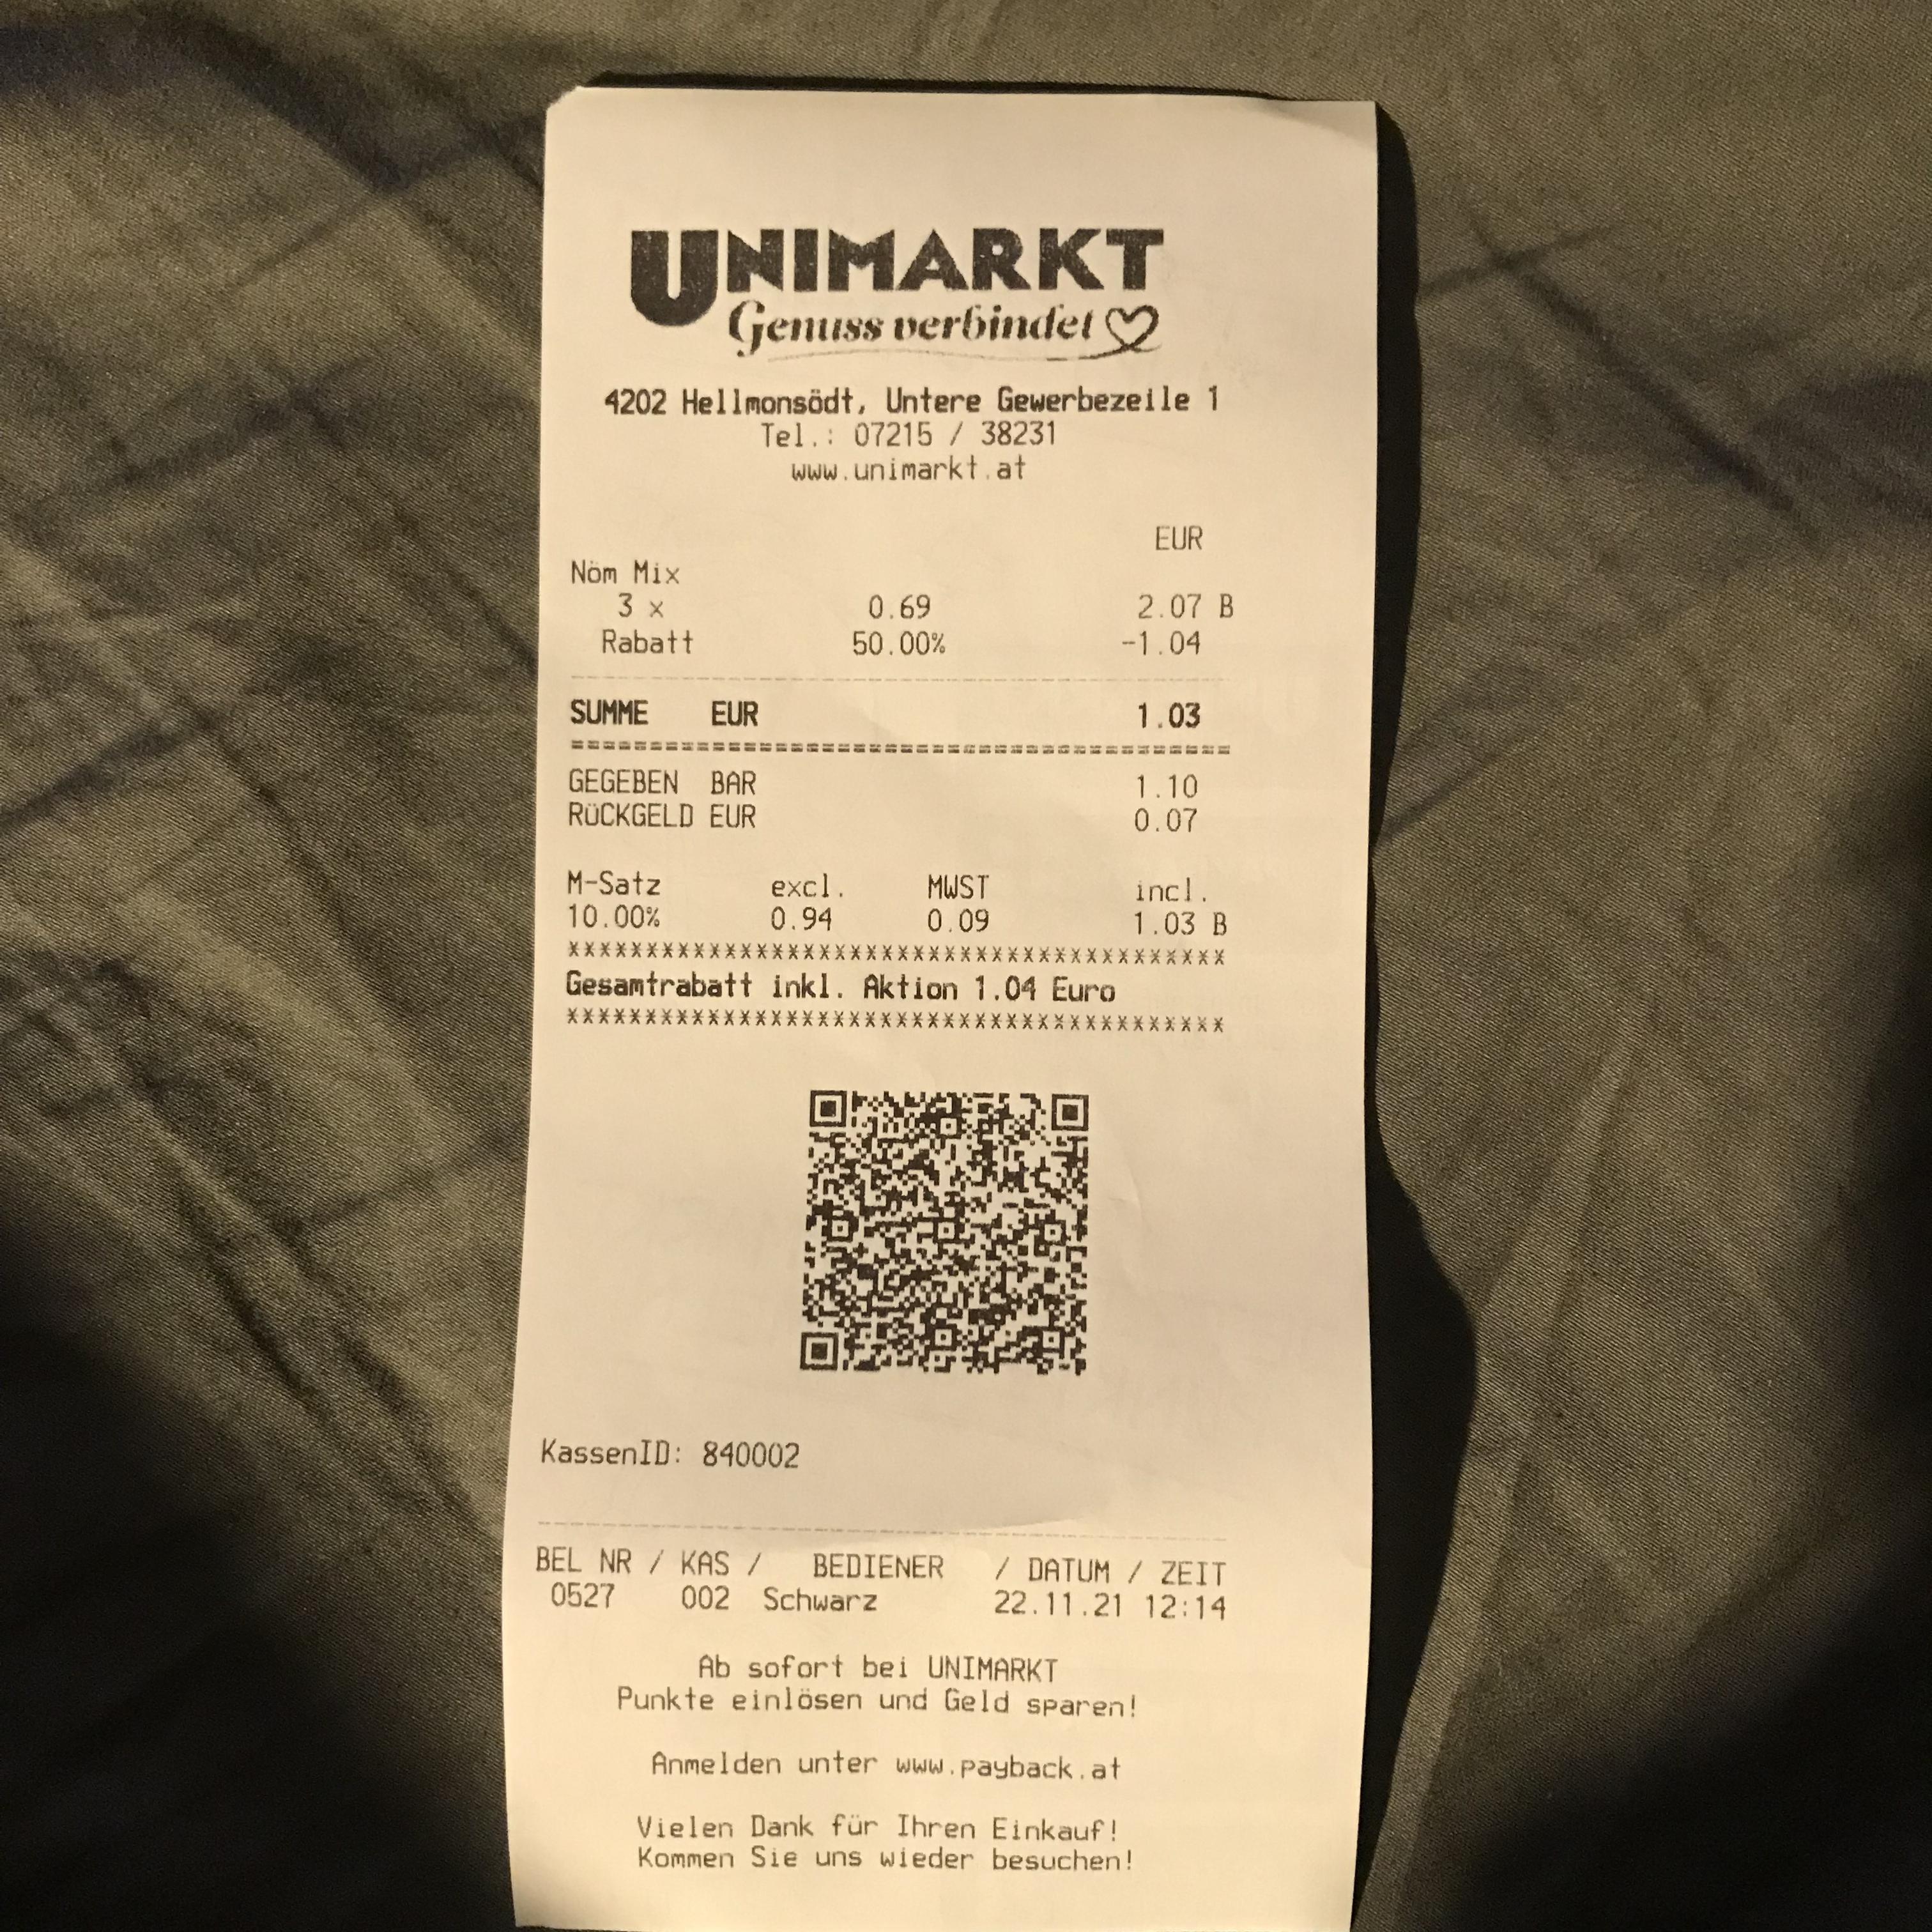 UNIMARKT
Genuss verbindet
4202 Hellmonsödt, Untere Gewerbezeile 1
Tel.: 07215 / 38231
www.unimarkt.at
EUR
Nöm Mix
3 x 0.69 2.07 B
Rabatt 50.00% -1.04
SUMME EUR 1.03
=========================================
GEGEBEN BAR 1.10
RÜCKGELD EUR 0.07
M-Satz excl. MWST incl.
10.00% 0.94 0.09 1.03 B
******************************************
Gesamtrabatt inkl. Aktion 1.04 Euro
******************************************
KassenID: 840002
BEL NR / KAS / BEDIENER / DATUM / ZEIT
0527 002 Schwarz 22.11.21 12:14
Ab sofort bei UNIMARKT
Punkte einlösen und Geld sparen!
Anmelden unter www.payback.at
Vielen Dank für Ihren Einkauf!
Kommen Sie uns wieder besuchen!